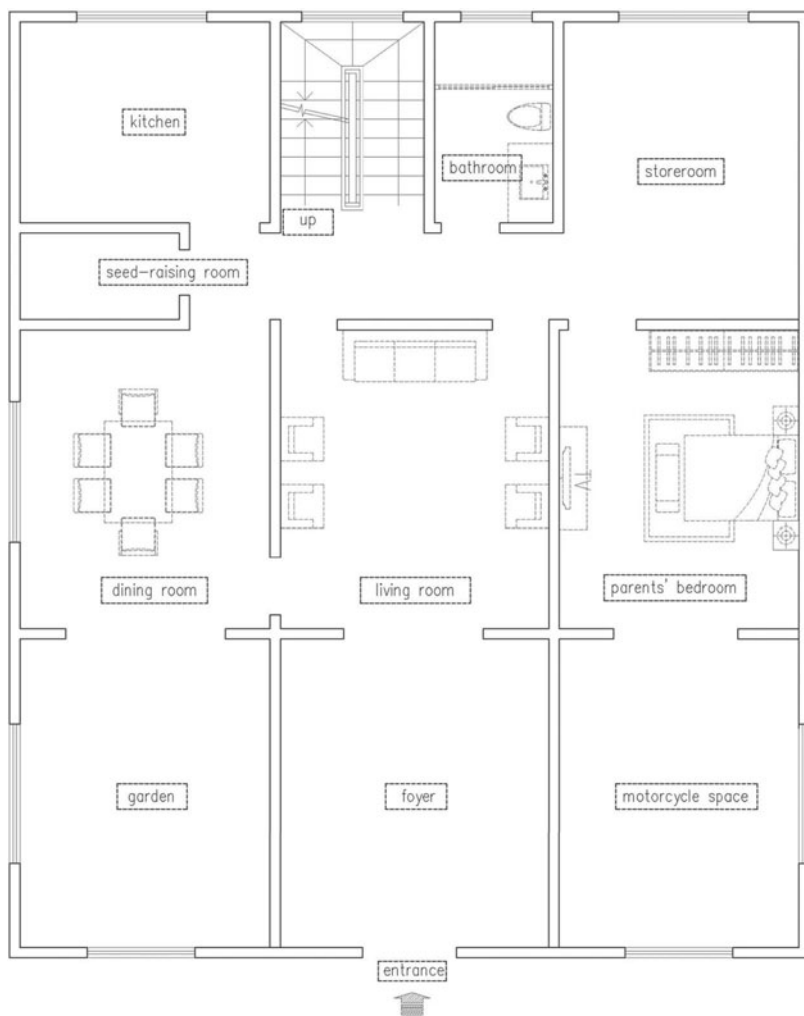 kitchen
bathroom
storeroom
up
seed-raising room
TV
dining room
living room
parents' bedroom
garden
foyer
motorcycle space
entrance